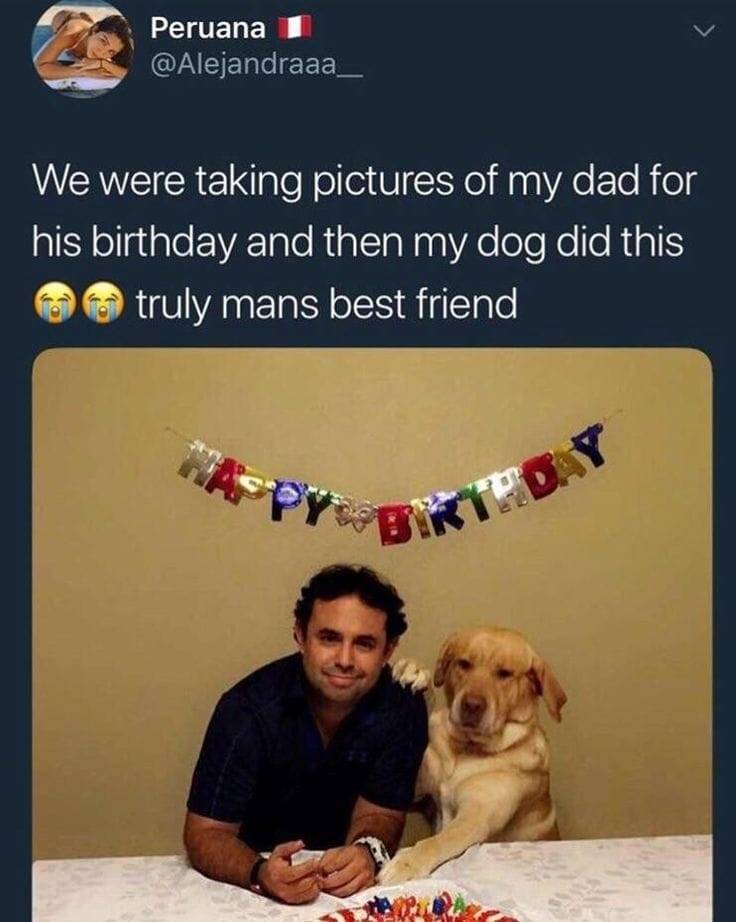 Peruana 🇵🇪
@Alejandraaa__
We were taking pictures of my dad for
his birthday and then my dog did this
😭😭 truly mans best friend
HAPPY BIRTHDAY